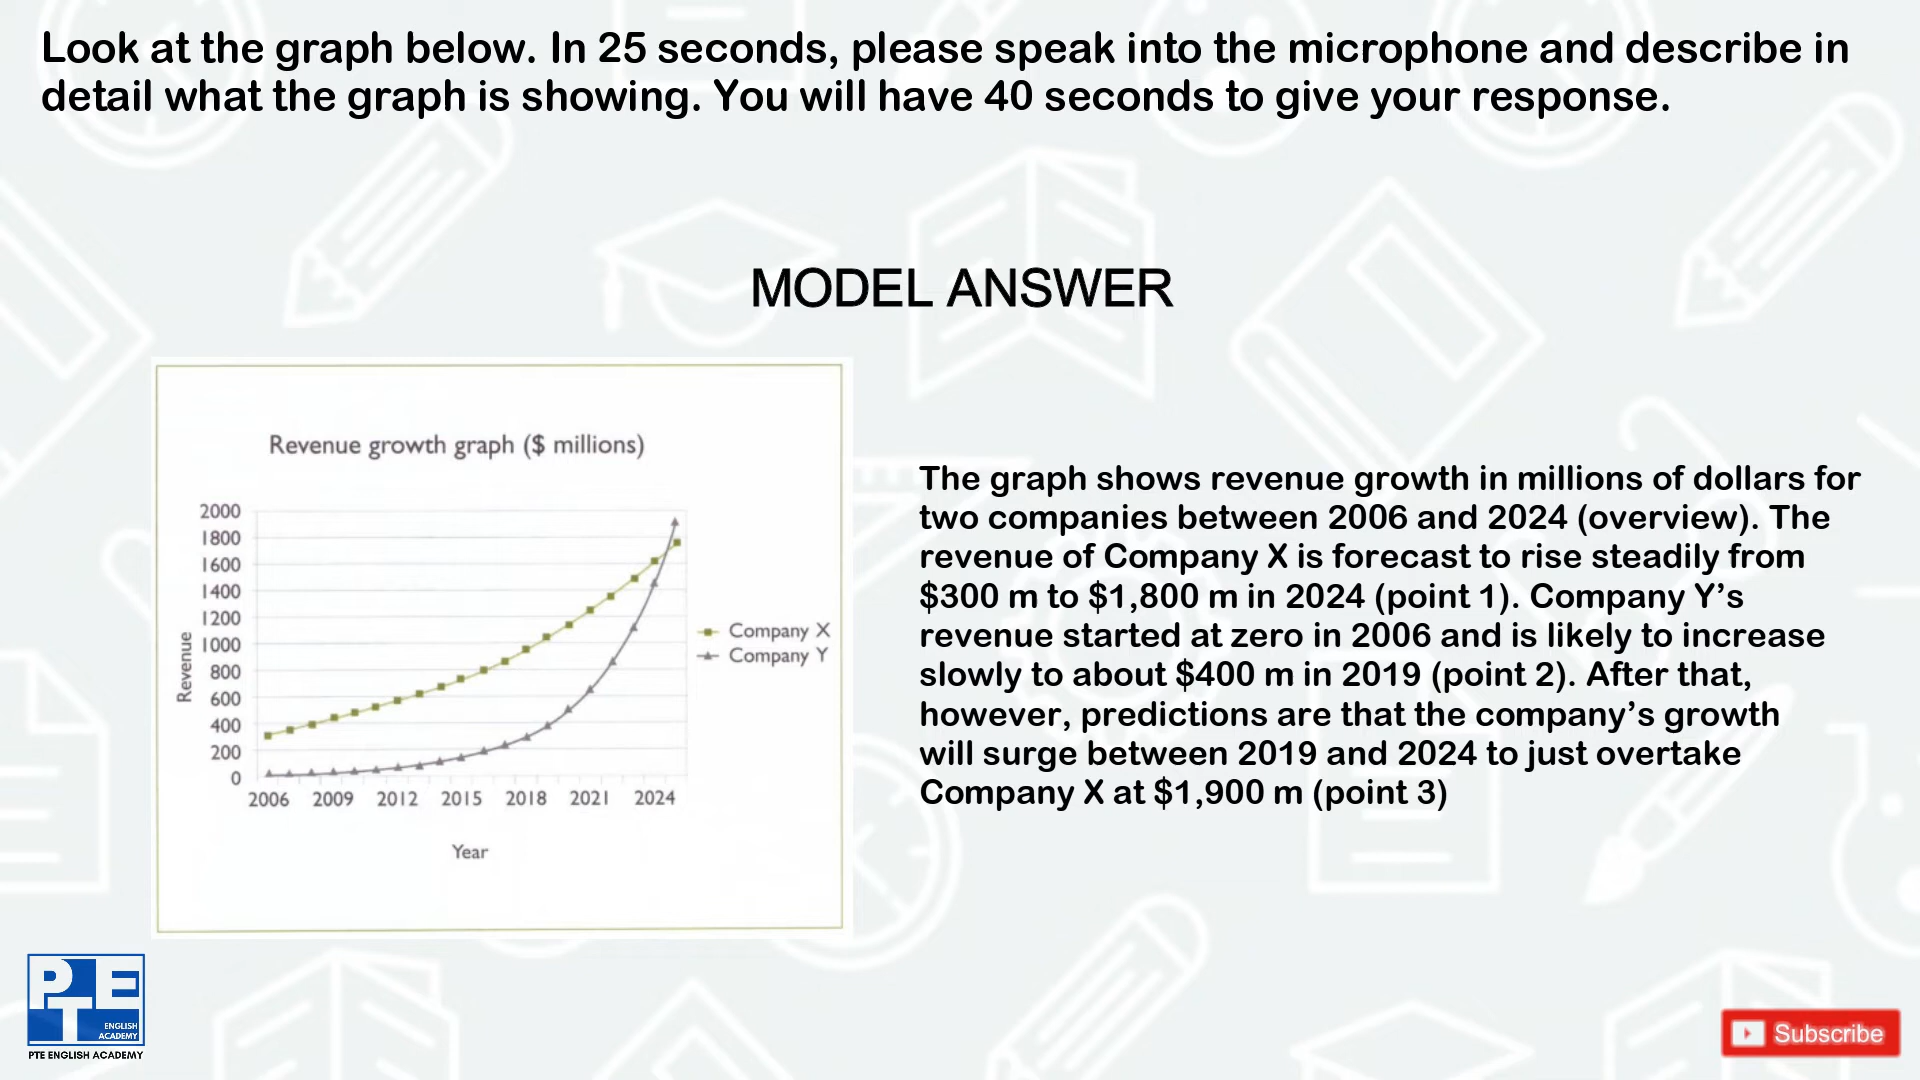 Look at the graph below. In 25 seconds, please speak into the microphone and describe in
detail what the graph is showing. You will have 40 seconds to give your response.
MODEL ANSWER
Revenue growth graph ($ millions)
2000
1800
1600
1400
1200
1000
800
600
400
200
0
Revenue
2006 2009 2012 2015 2018 2021 2024
Year
Company X
Company Y
The graph shows revenue growth in millions of dollars for
two companies between 2006 and 2024 (overview). The
revenue of Company X is forecast to rise steadily from
$300 m to $1,800 m in 2024 (point 1). Company Y’s
revenue started at zero in 2006 and is likely to increase
slowly to about $400 m in 2019 (point 2). After that,
however, predictions are that the company’s growth
will surge between 2019 and 2024 to just overtake
Company X at $1,900 m (point 3)
PTE
ENGLISH
ACADEMY
PTE ENGLISH ACADEMY
Subscribe